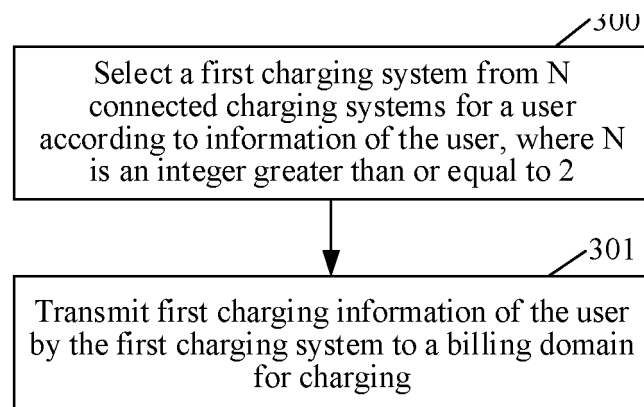 300
Select a first charging system from N
connected charging systems for a user
according to information of the user, where N
is an integer greater than or equal to 2
301
Transmit first charging information of the user
by the first charging system to a billing domain
for charging